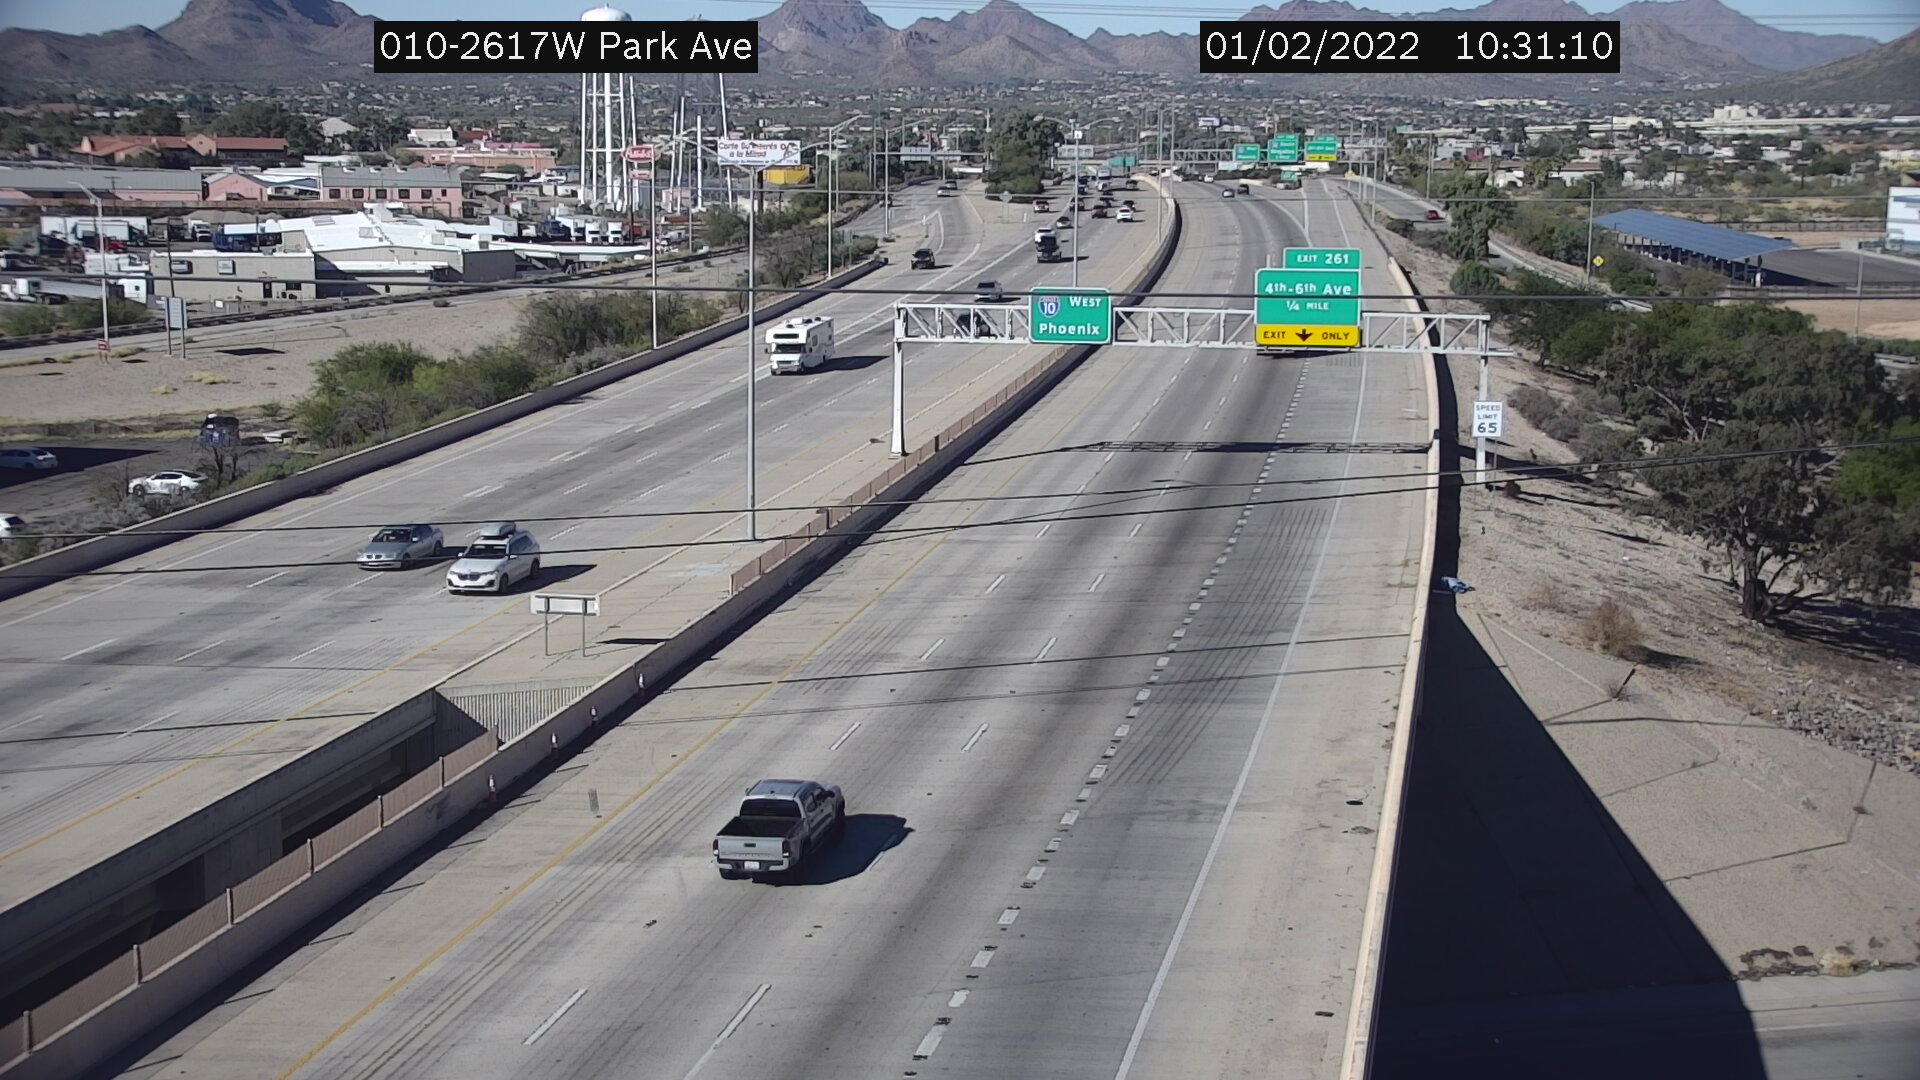 010-2617W Park Ave
01/02/2022 10:31:10
EXIT 261
4th-6th Ave
1/4 MILE
EXIT ONLY
10
WEST
Phoenix
SPEED
LIMIT
65